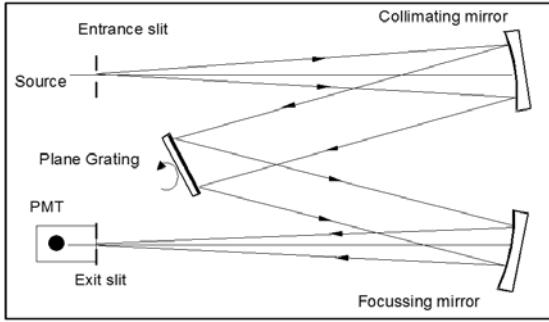 Collimating mirror
Entrance slit
Source
Plane Grating
PMT
Exit slit
Focussing mirror